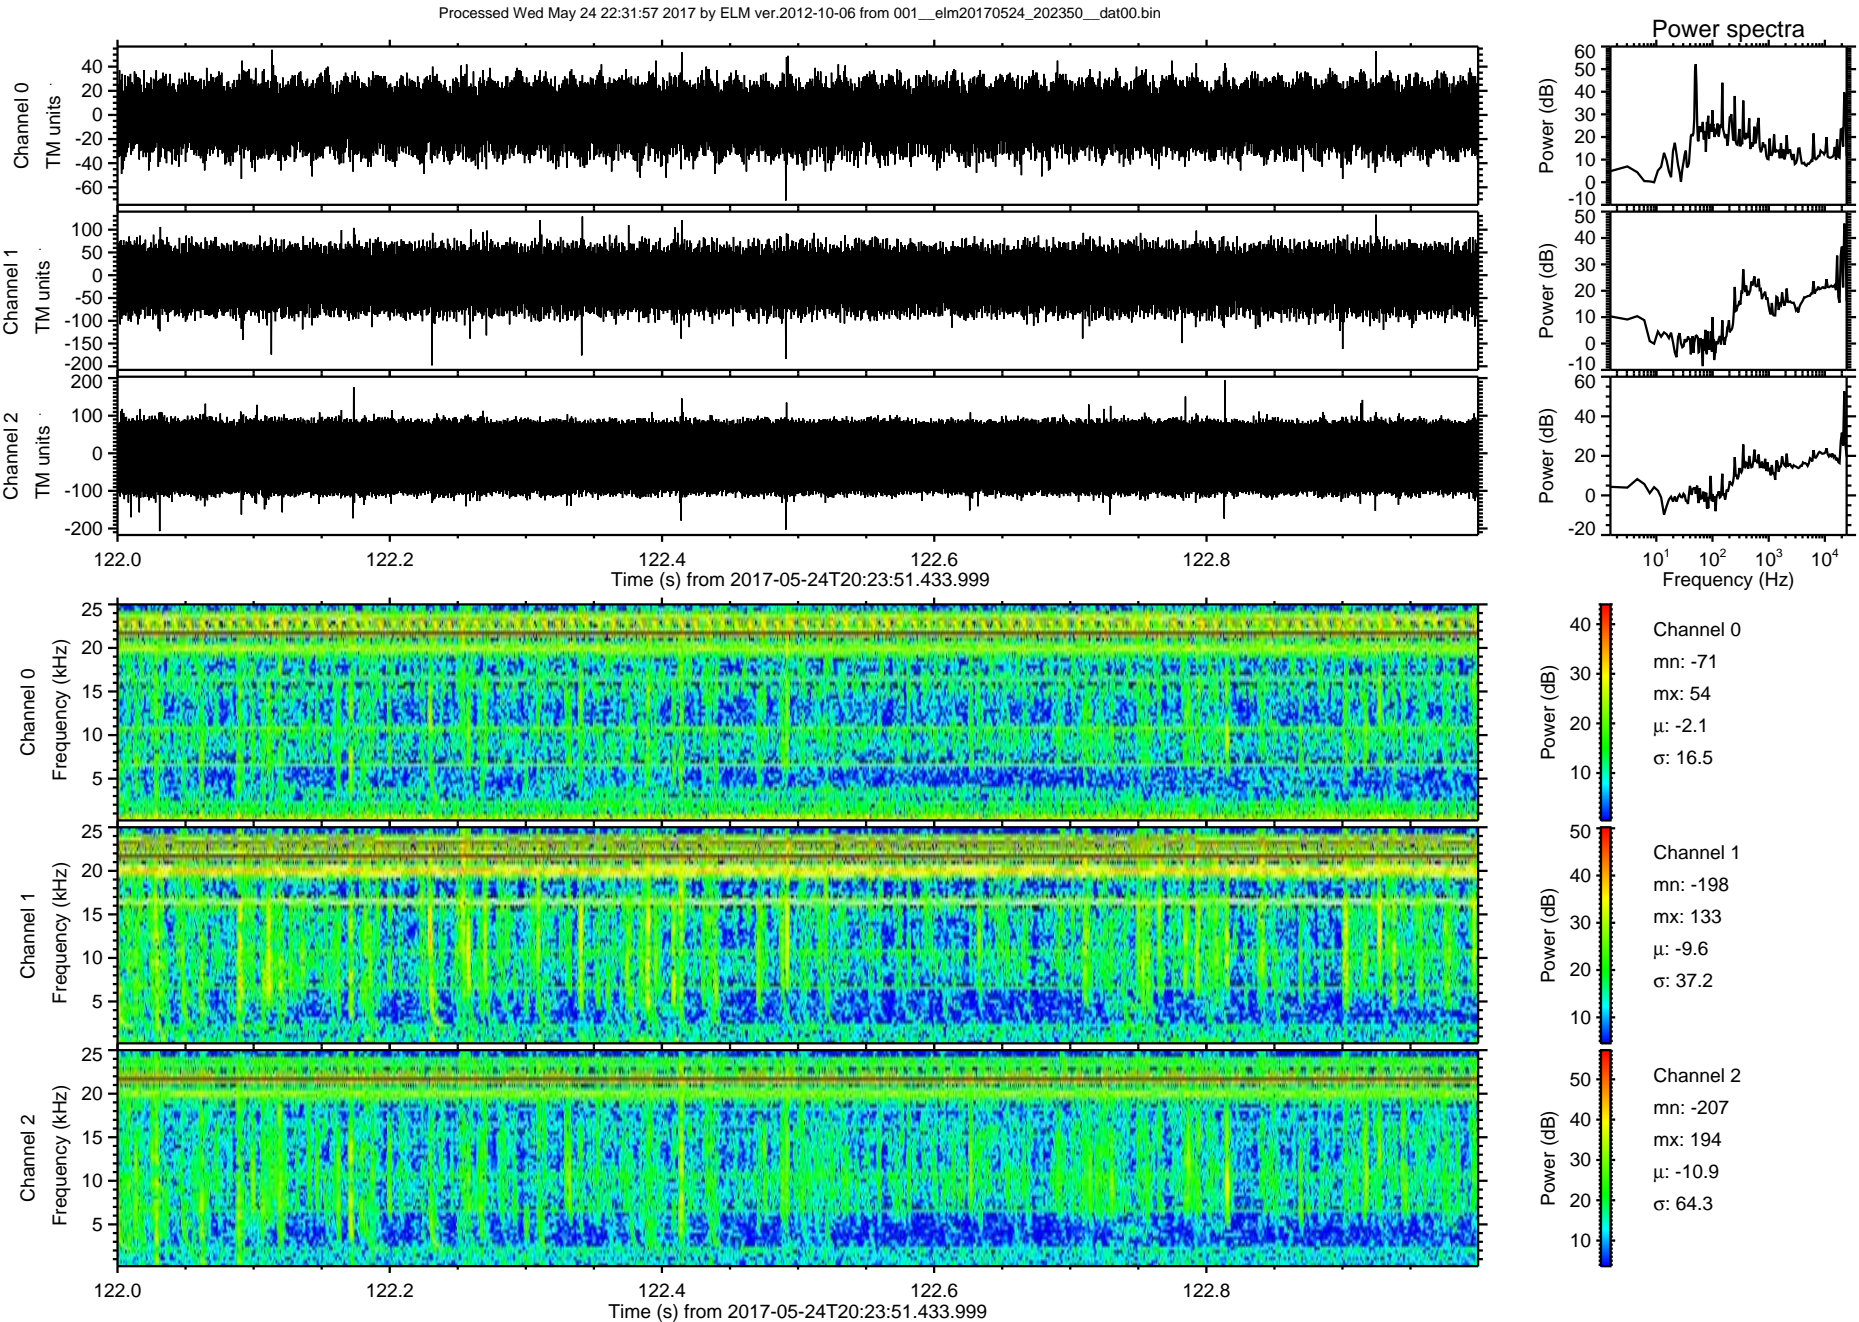 Processed Wed May 24 22:31:57 2017 by ELM ver.2012-10-06 from 001__elm20170524_202350__dat00.bin
Power spectra
Channel 0
TM units
40
20
0
-20
-40
-60
Power (dB)
60
50
40
30
20
10
0
-10
Channel 1
TM units
100
50
0
-50
-100
-150
-200
Power (dB)
50
40
30
20
10
0
-10
Channel 2
TM units
200
100
0
-100
-200
Power (dB)
60
40
20
0
-20
122.0 122.2 122.4 122.6 122.8
Time (s) from 2017-05-24T20:23:51.433.999
10^1 10^2 10^3 10^4
Frequency (Hz)
Channel 0
Frequency (kHz)
25
20
15
10
5
Power (dB)
40
30
20
10
Channel 0
mn: -71
mx: 54
μ: -2.1
σ: 16.5
Channel 1
Frequency (kHz)
25
20
15
10
5
Power (dB)
50
40
30
20
10
Channel 1
mn: -198
mx: 133
μ: -9.6
σ: 37.2
Channel 2
Frequency (kHz)
25
20
15
10
5
Power (dB)
50
40
30
20
10
Channel 2
mn: -207
mx: 194
μ: -10.9
σ: 64.3
122.0 122.2 122.4 122.6 122.8
Time (s) from 2017-05-24T20:23:51.433.999